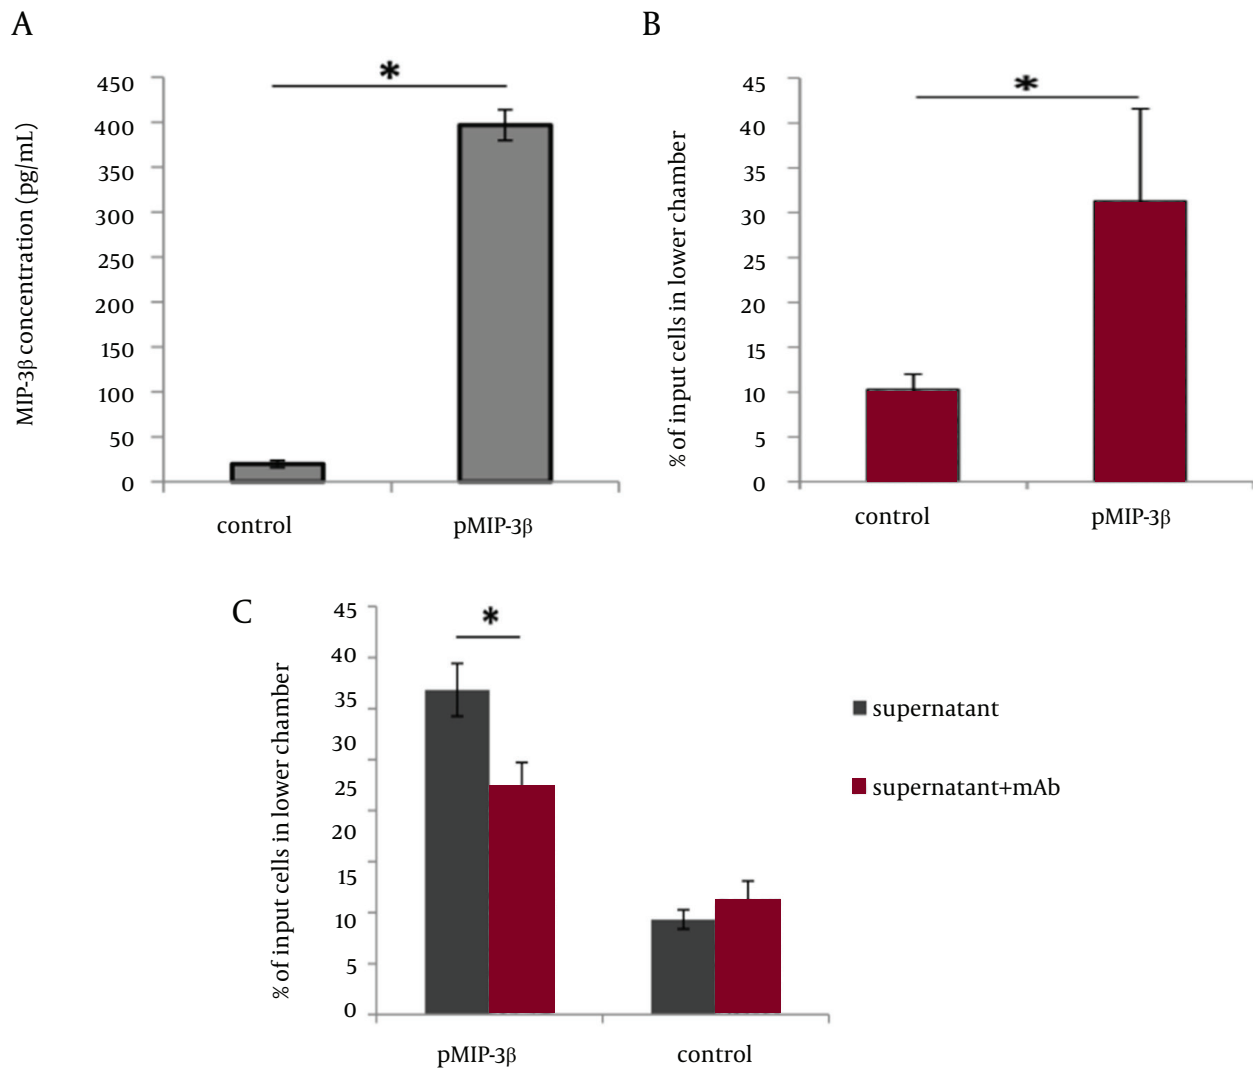 A
*
MIP-3β concentration (pg/mL)
450
400
350
300
250
200
150
100
50
0
control
pMIP-3β
B
*
% of input cells in lower chamber
45
40
35
30
25
20
15
10
5
0
control
pMIP-3β
C
*
% of input cells in lower chamber
45
40
35
30
25
20
15
10
5
0
pMIP-3β
control
supernatant
supernatant+mAb